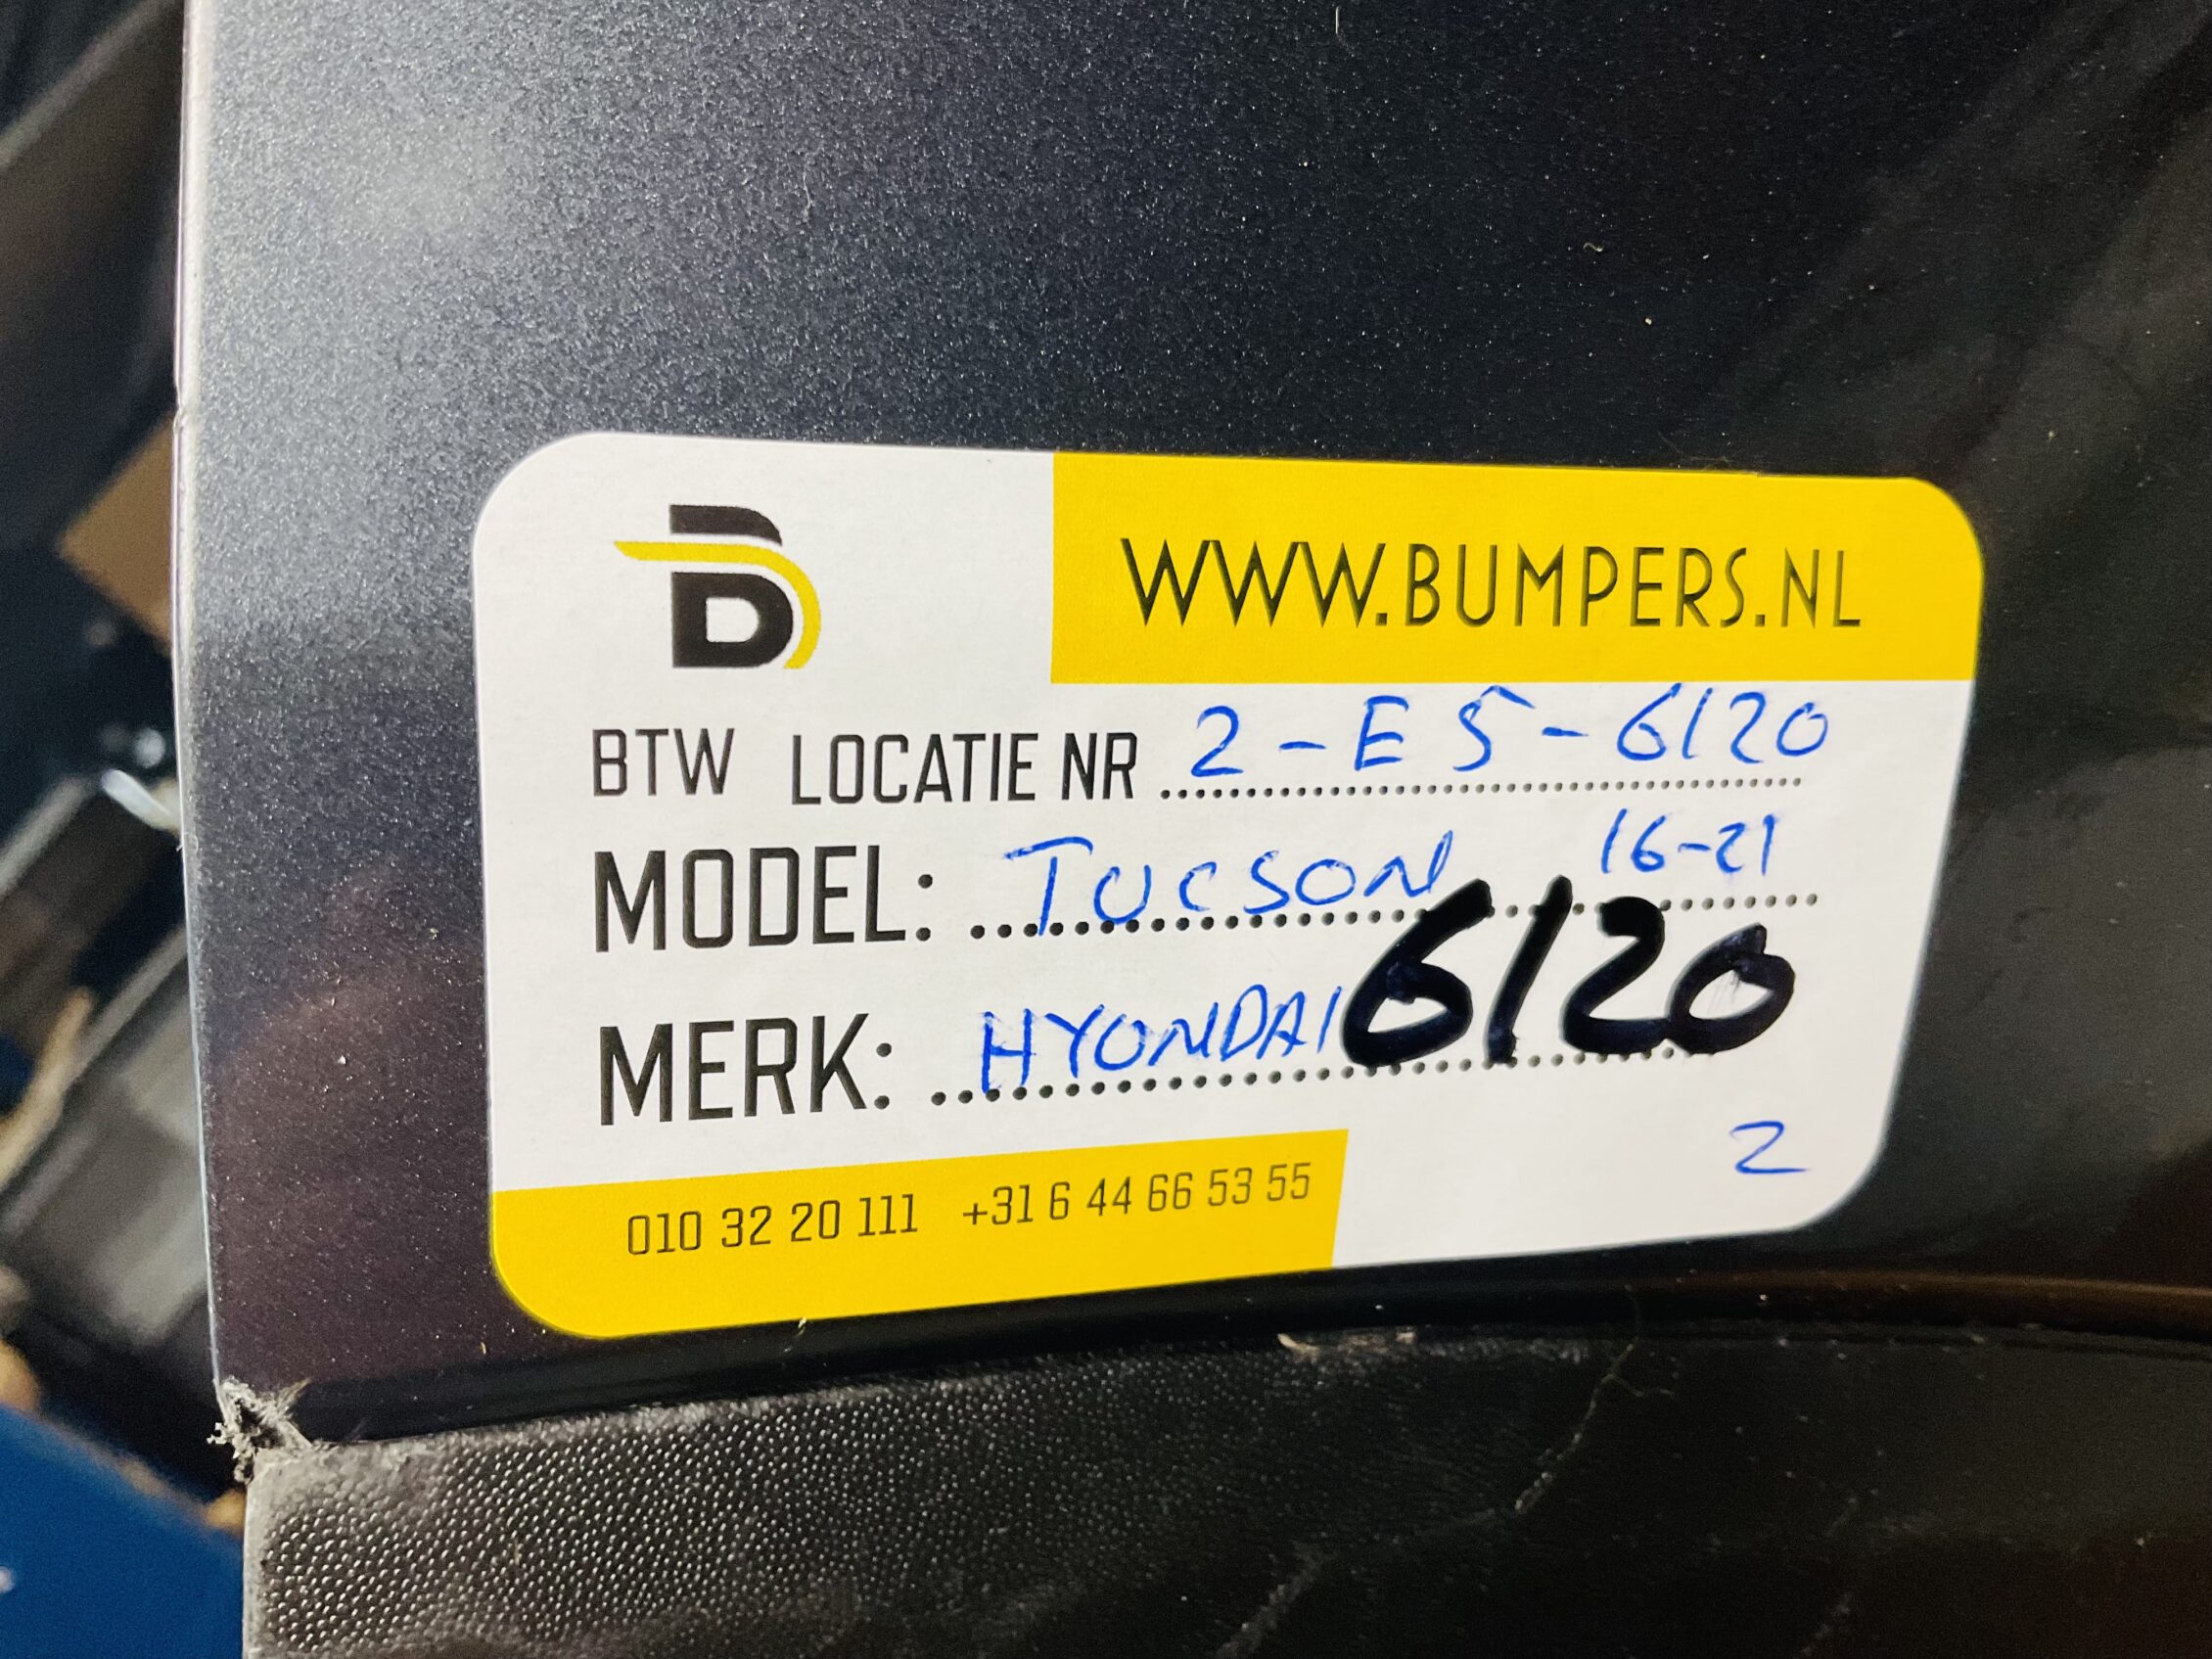 WWW.BUMPERS.NL
BTW LOCATIE NR 2-E5-6120
MODEL: TUCSON 16-21
6120
MERK: HYONDAI
2
010 32 20 111 +31 6 44 66 53 55